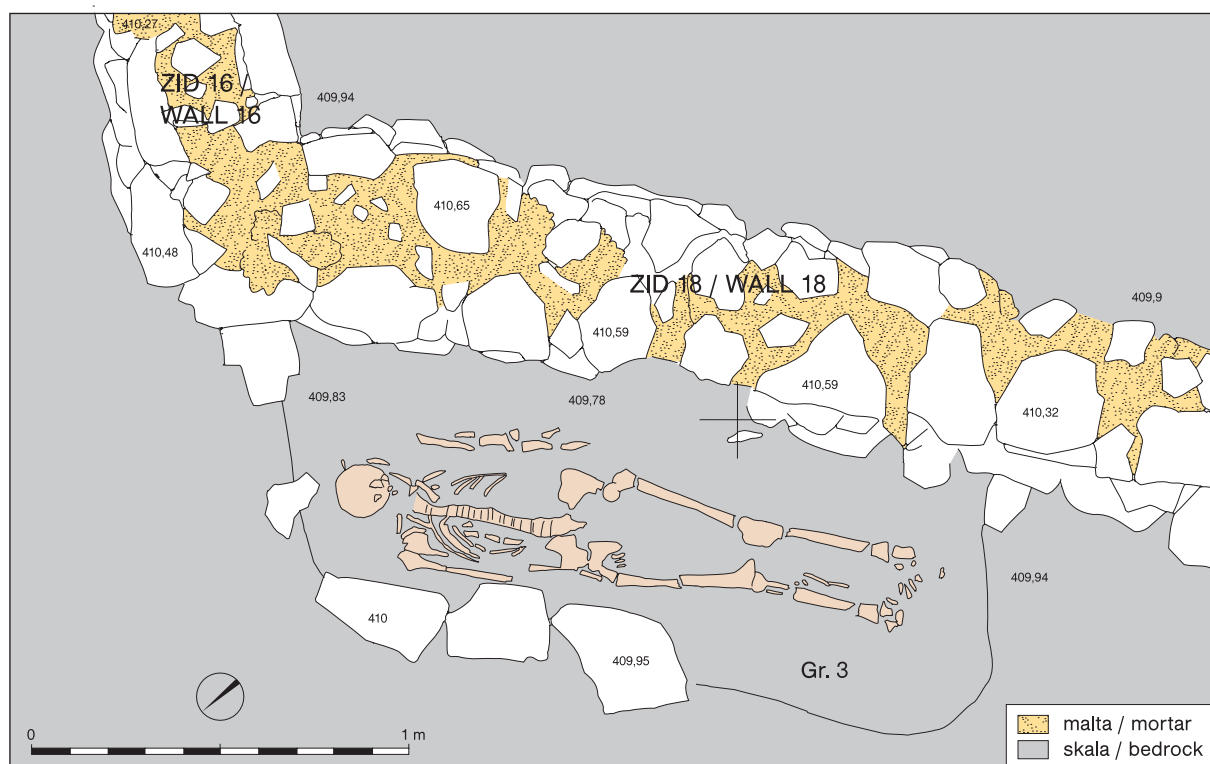 410,27
ZID 16 /
WALL 16
409,94
410,65
410,48
ZID 18 / WALL 18
409,9
410,59
410,59
410,32
409,83
409,78
409,94
410
409,95
Gr. 3
0
1 m
malta / mortar
skala / bedrock